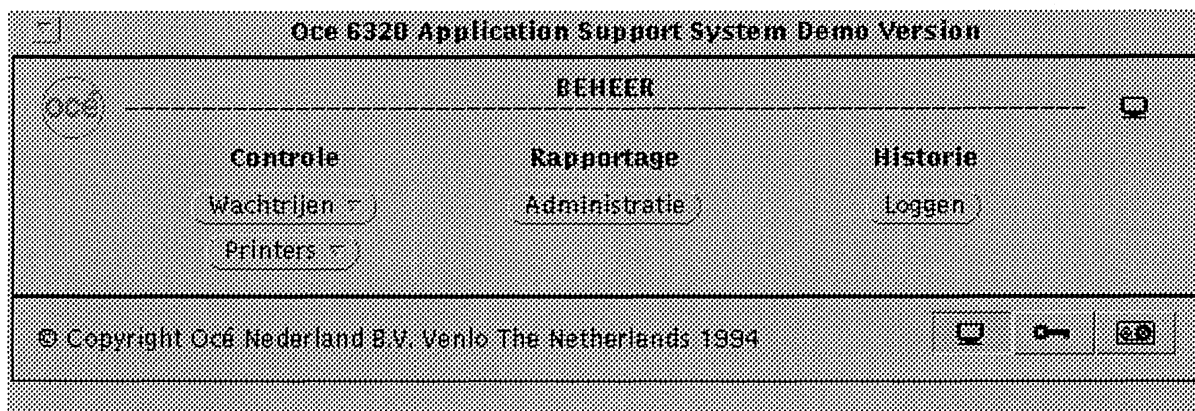 Oce 6320 Application Support System Demo Version
océ
BEHEER
Controle Rapportage Historie
Wachtrijen Administratie Loggen
Printers
© Copyright Océ Nederland B.V. Venlo The Netherlands 1994